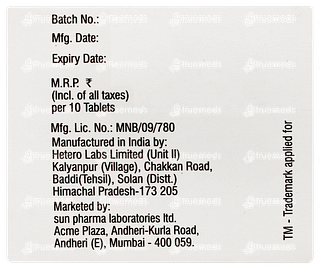 Batch No.:
Mfg. Date:
Expiry Date:
M.R.P. ₹
(Incl. of all taxes)
per 10 Tablets
Mfg. Lic. No.: MNB/09/780
Manufactured in India by:
Hetero Labs Limited (Unit II)
Kalyanpur (Village), Chakkan Road,
Baddi(Tehsil), Solan (Distt.)
Himachal Pradesh-173 205
Marketed by:
sun pharma laboratories ltd.
Acme Plaza, Andheri-Kurla Road,
Andheri (E), Mumbai - 400 059.
TM - Trademark applied for